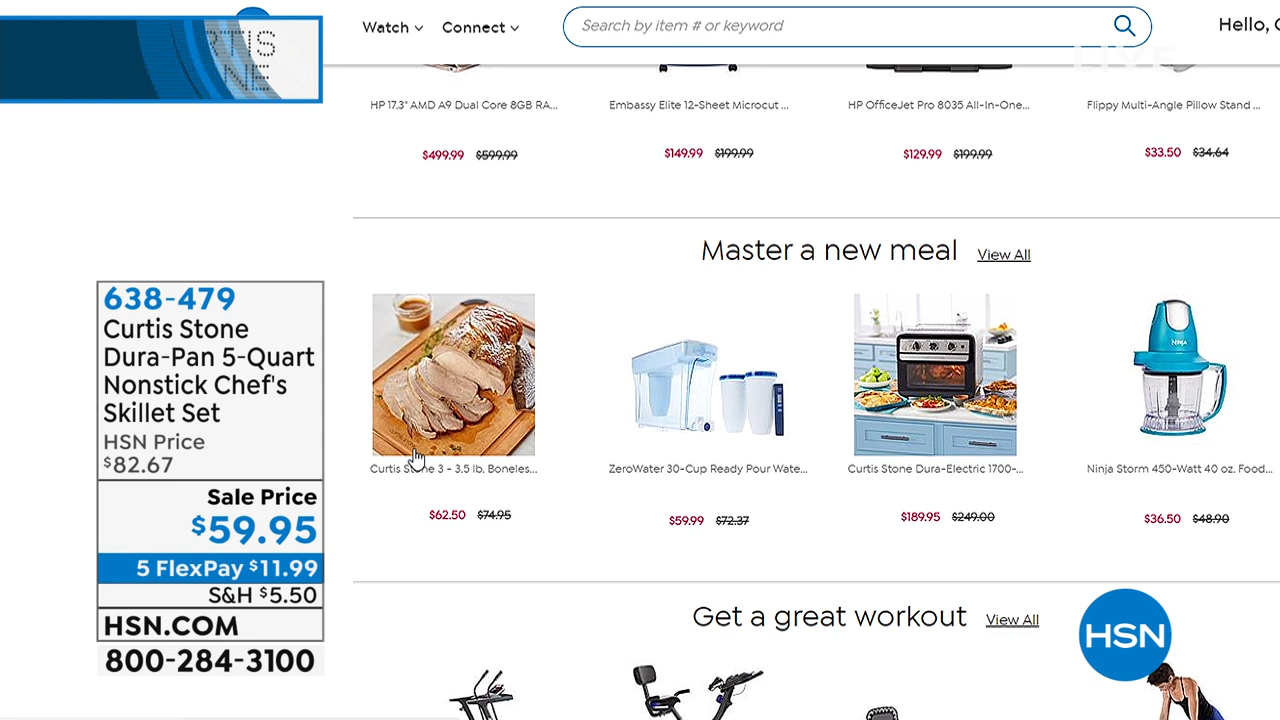 Watch
Connect
Search by item # or keyword
Hello,
LIVE
HP 17.3" AMD A9 Dual Core 8GB RA...
Embassy Elite 12-Sheet Microcut ...
HP OfficeJet Pro 8035 All-In-One...
Flippy Multi-Angle Pillow Stand ...
$499.99 $599.99
$149.99 $199.99
$129.99 $199.99
$33.50 $34.64
Master a new meal View All
638-479
Curtis Stone
Dura-Pan 5-Quart
Nonstick Chef's
Skillet Set
HSN Price
$82.67
Sale Price
$59.95
5 FlexPay $11.99
S&H $5.50
HSN.COM
800-284-3100
NINJA
Curtis Stone 3 - 3.5 lb. Boneles...
ZeroWater 30-Cup Ready Pour Wate...
Curtis Stone Dura-Electric 1700-...
Ninja Storm 450-Watt 40 oz. Food...
$62.50 $74.95
$59.99 $72.37
$189.95 $249.00
$36.50 $48.90
Get a great workout View All
HSN